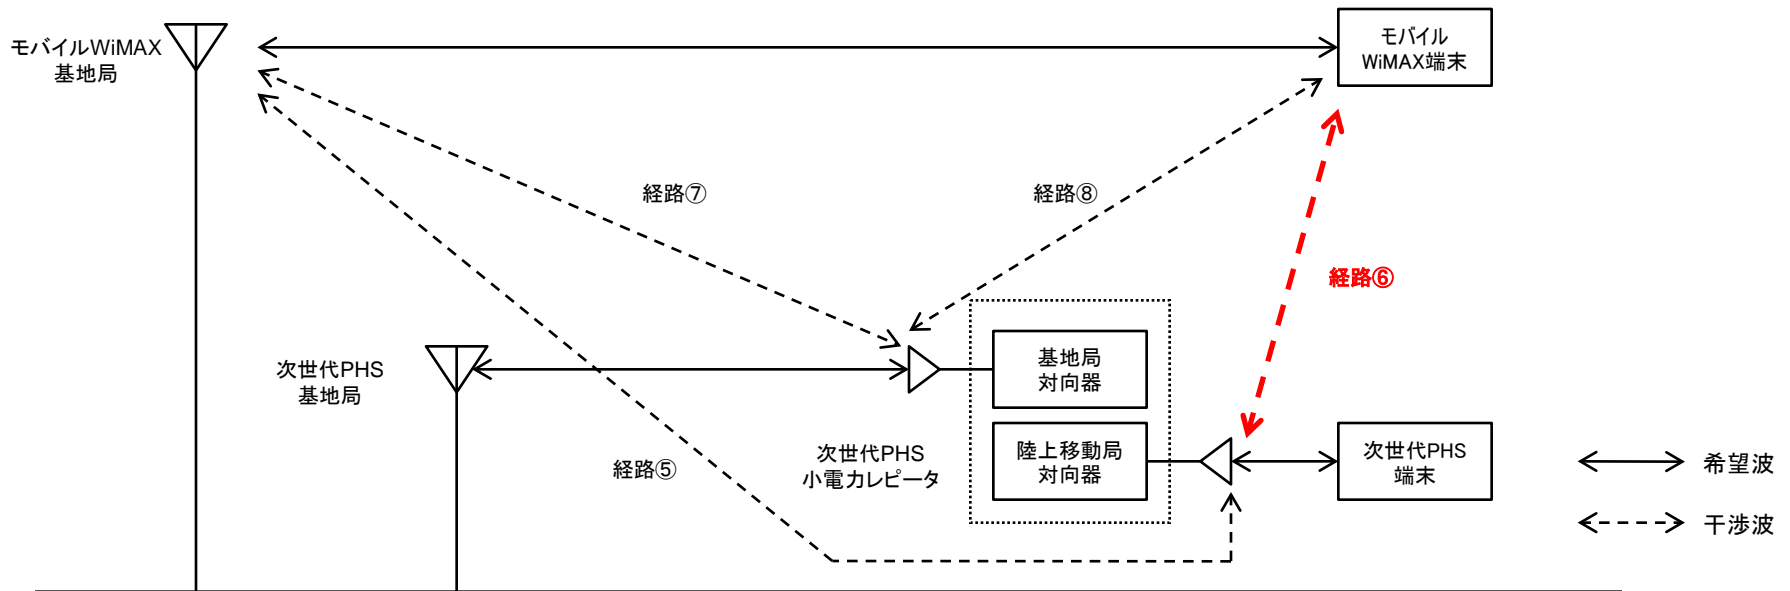 モバイルWiMAX
基地局
モバイル
WiMAX端末
経路⑦
経路⑧
経路⑥
次世代PHS
基地局
基地局
対向器
経路⑤
次世代PHS
小電力レピータ
陸上移動局
対向器
次世代PHS
端末
希望波
干渉波